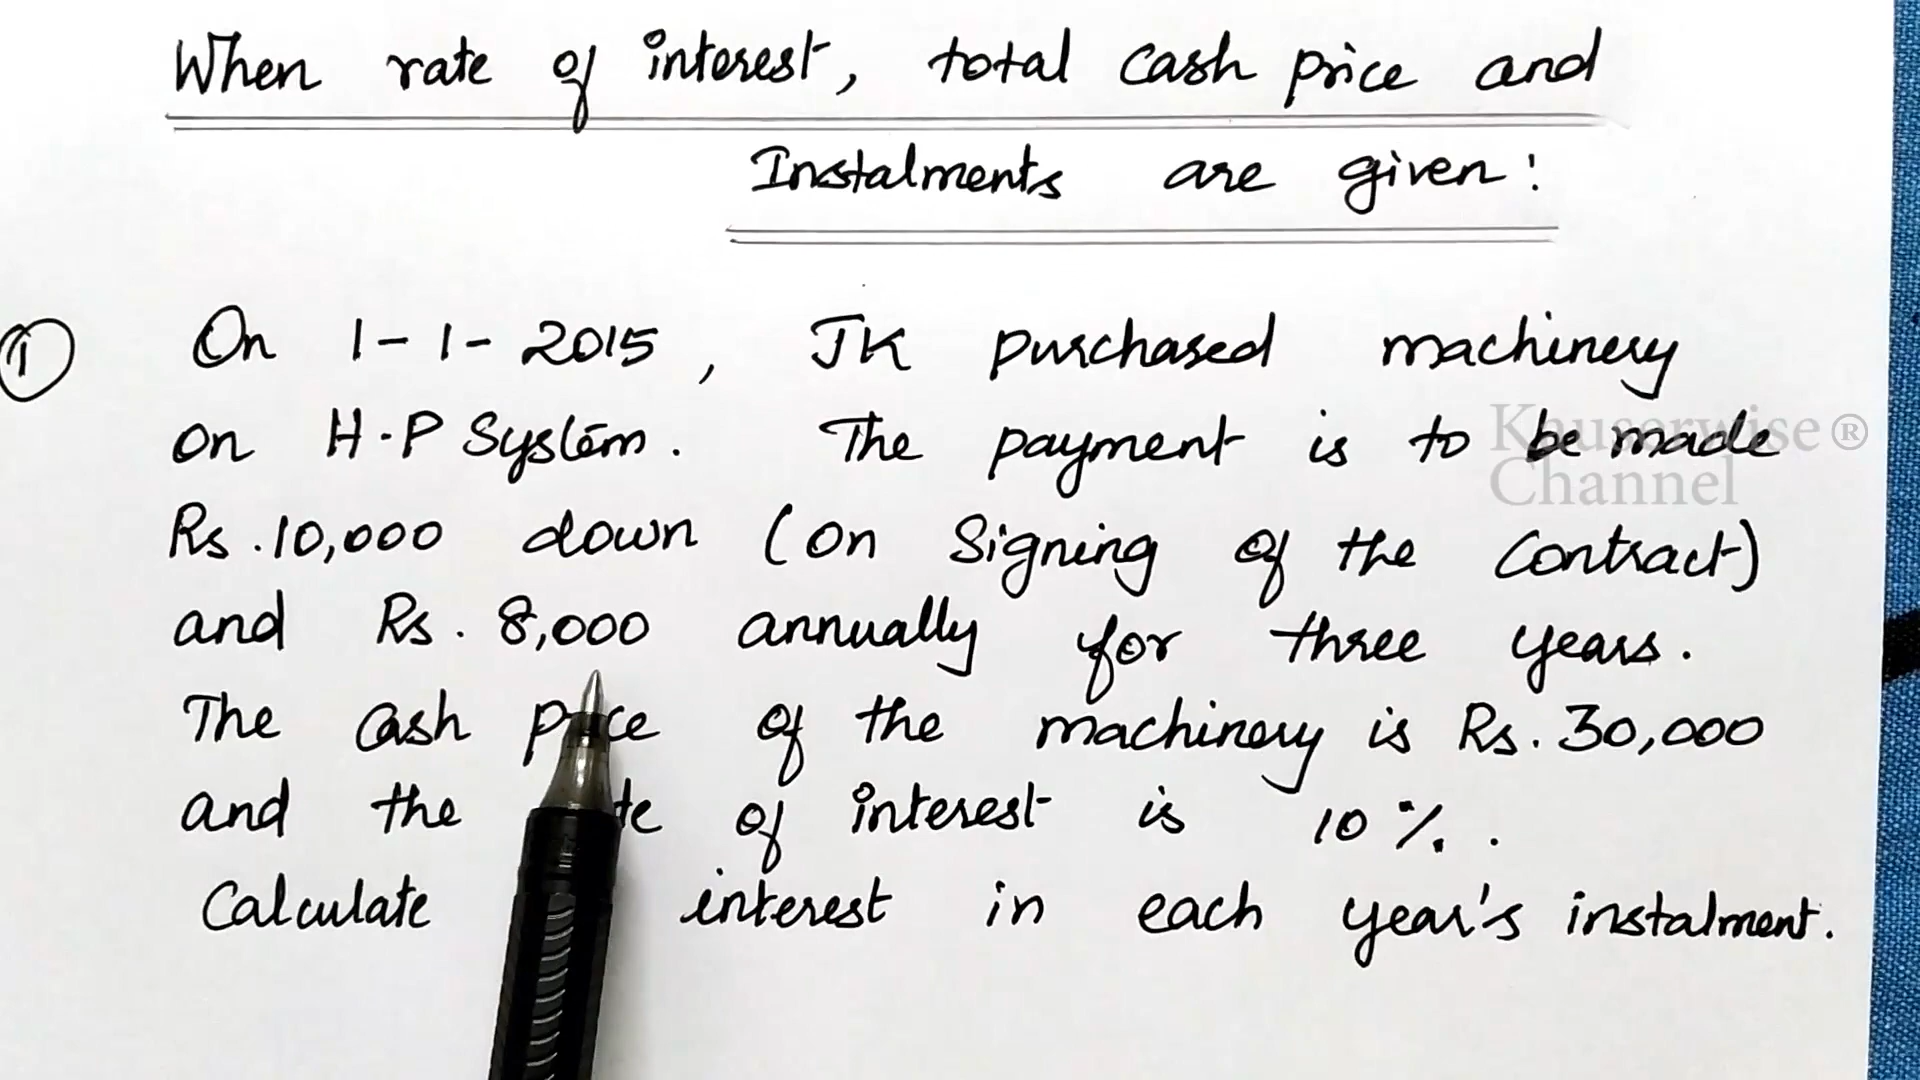 When rate of interest, total cash price and
Instalments are given:
① On 1-1-2015, JK purchased machinery
on H.P System. The payment is to be made
Rs.10,000 down (on Signing of the Contract)
and Rs. 8,000 annually for three years.
The cash price of the machinery is Rs. 30,000
and the of interest is 10%.
Calculate interest in each year's instalment.
Kauserwise®
Channel